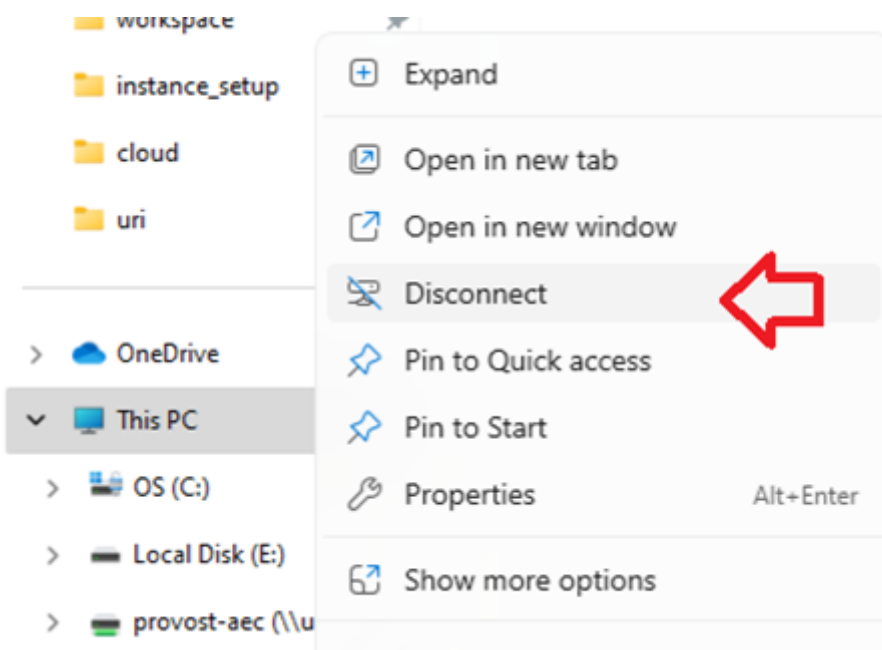 workspace
instance_setup
cloud
uri
OneDrive
This PC
OS (C:)
Local Disk (E:)
provost-aec (\\u
Expand
Open in new tab
Open in new window
Disconnect
Pin to Quick access
Pin to Start
Properties Alt+Enter
Show more options